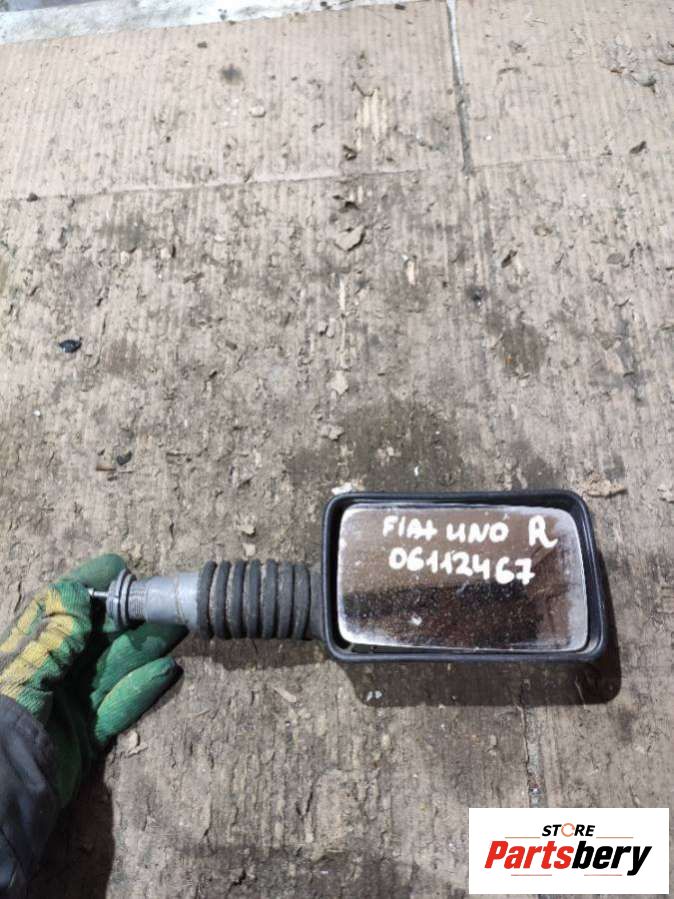 FIAT UNO R
06112467
STORE
Partsbery